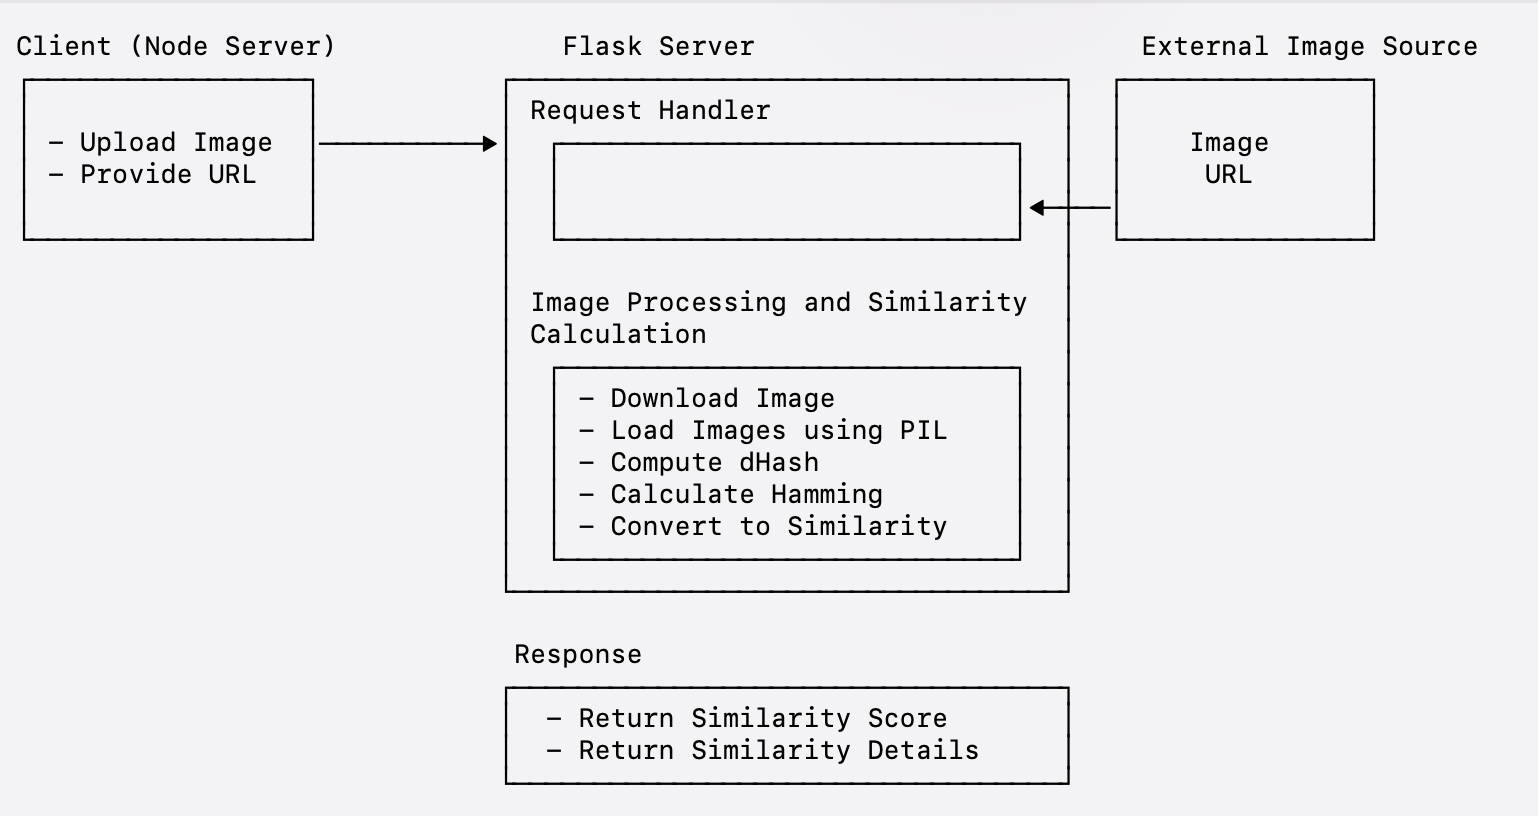 Client (Node Server)
Flask Server
External Image Source
– Upload Image
– Provide URL
Request Handler
Image
URL
Image Processing and Similarity
Calculation
– Download Image
– Load Images using PIL
– Compute dHash
– Calculate Hamming
– Convert to Similarity
Response
– Return Similarity Score
– Return Similarity Details